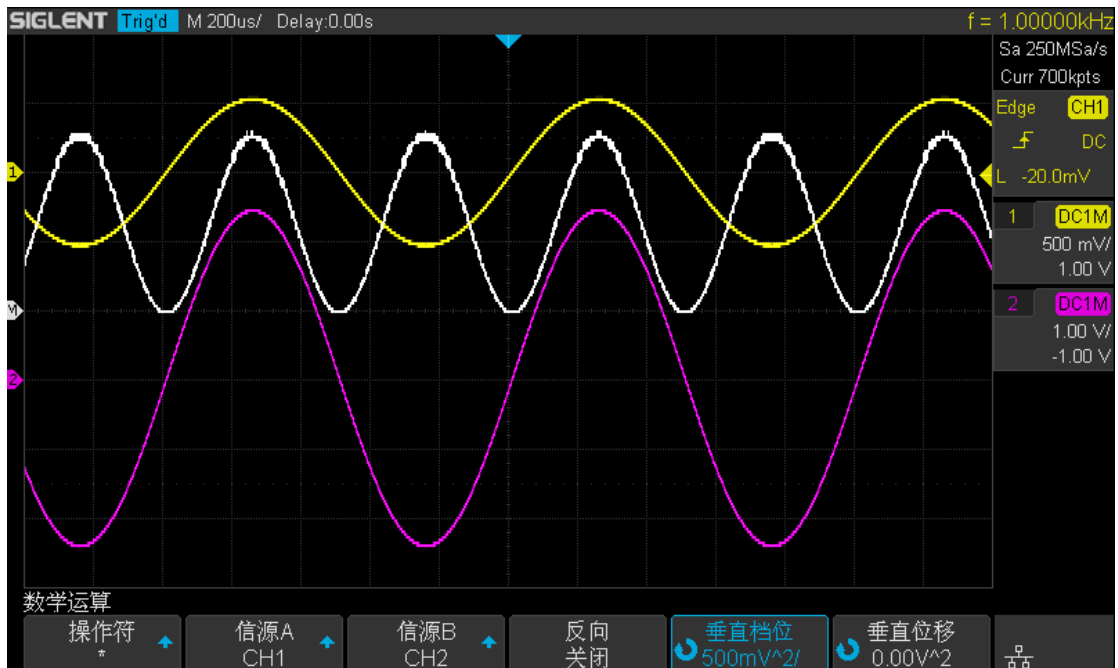 SIGLENT Trig'd M 200us/ Delay:0.00s f = 1.00000kHz
Sa 250MSa/s
Curr 700kpts
Edge CH1
DC
L -20.0mV
1 DC1M
500 mV/
1.00 V
2 DC1M
1.00 V/
-1.00 V
1
M
2
数学运算
操作符 信源A 信源B 反向 垂直档位 垂直位移
* CH1 CH2 关闭 500mV^2/ 0.00V^2